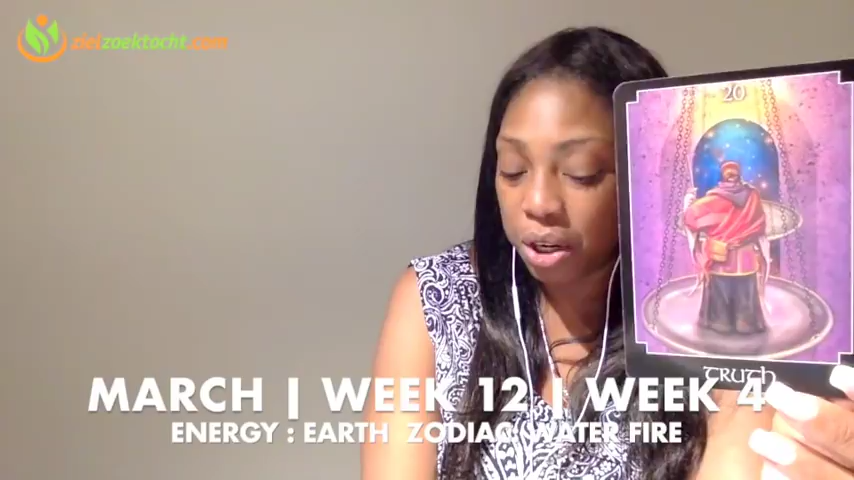 zielzoektocht.com
20
TRUTH
MARCH | WEEK 12 | WEEK 4
ENERGY : EARTH ZODIAC WATER FIRE